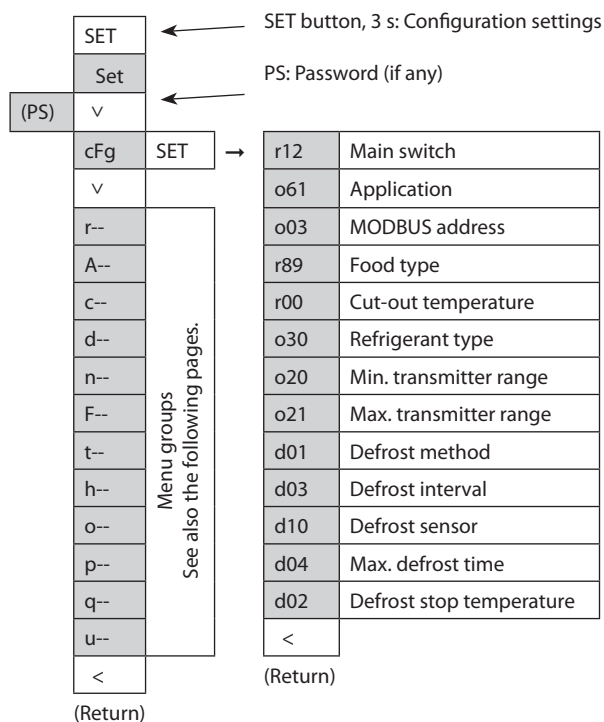 SET
SET button, 3 s: Configuration settings
Set
PS: Password (if any)
(PS) ˅
cFg SET → r12 Main switch
˅ o61 Application
r-- o03 MODBUS address
A-- r89 Food type
c-- r00 Cut-out temperature
d-- o30 Refrigerant type
n-- o20 Min. transmitter range
F-- o21 Max. transmitter range
t-- d01 Defrost method
h-- d03 Defrost interval
o-- d10 Defrost sensor
p-- d04 Max. defrost time
q-- d02 Defrost stop temperature
u-- <
Menu groups
See also the following pages.
< (Return)
(Return)